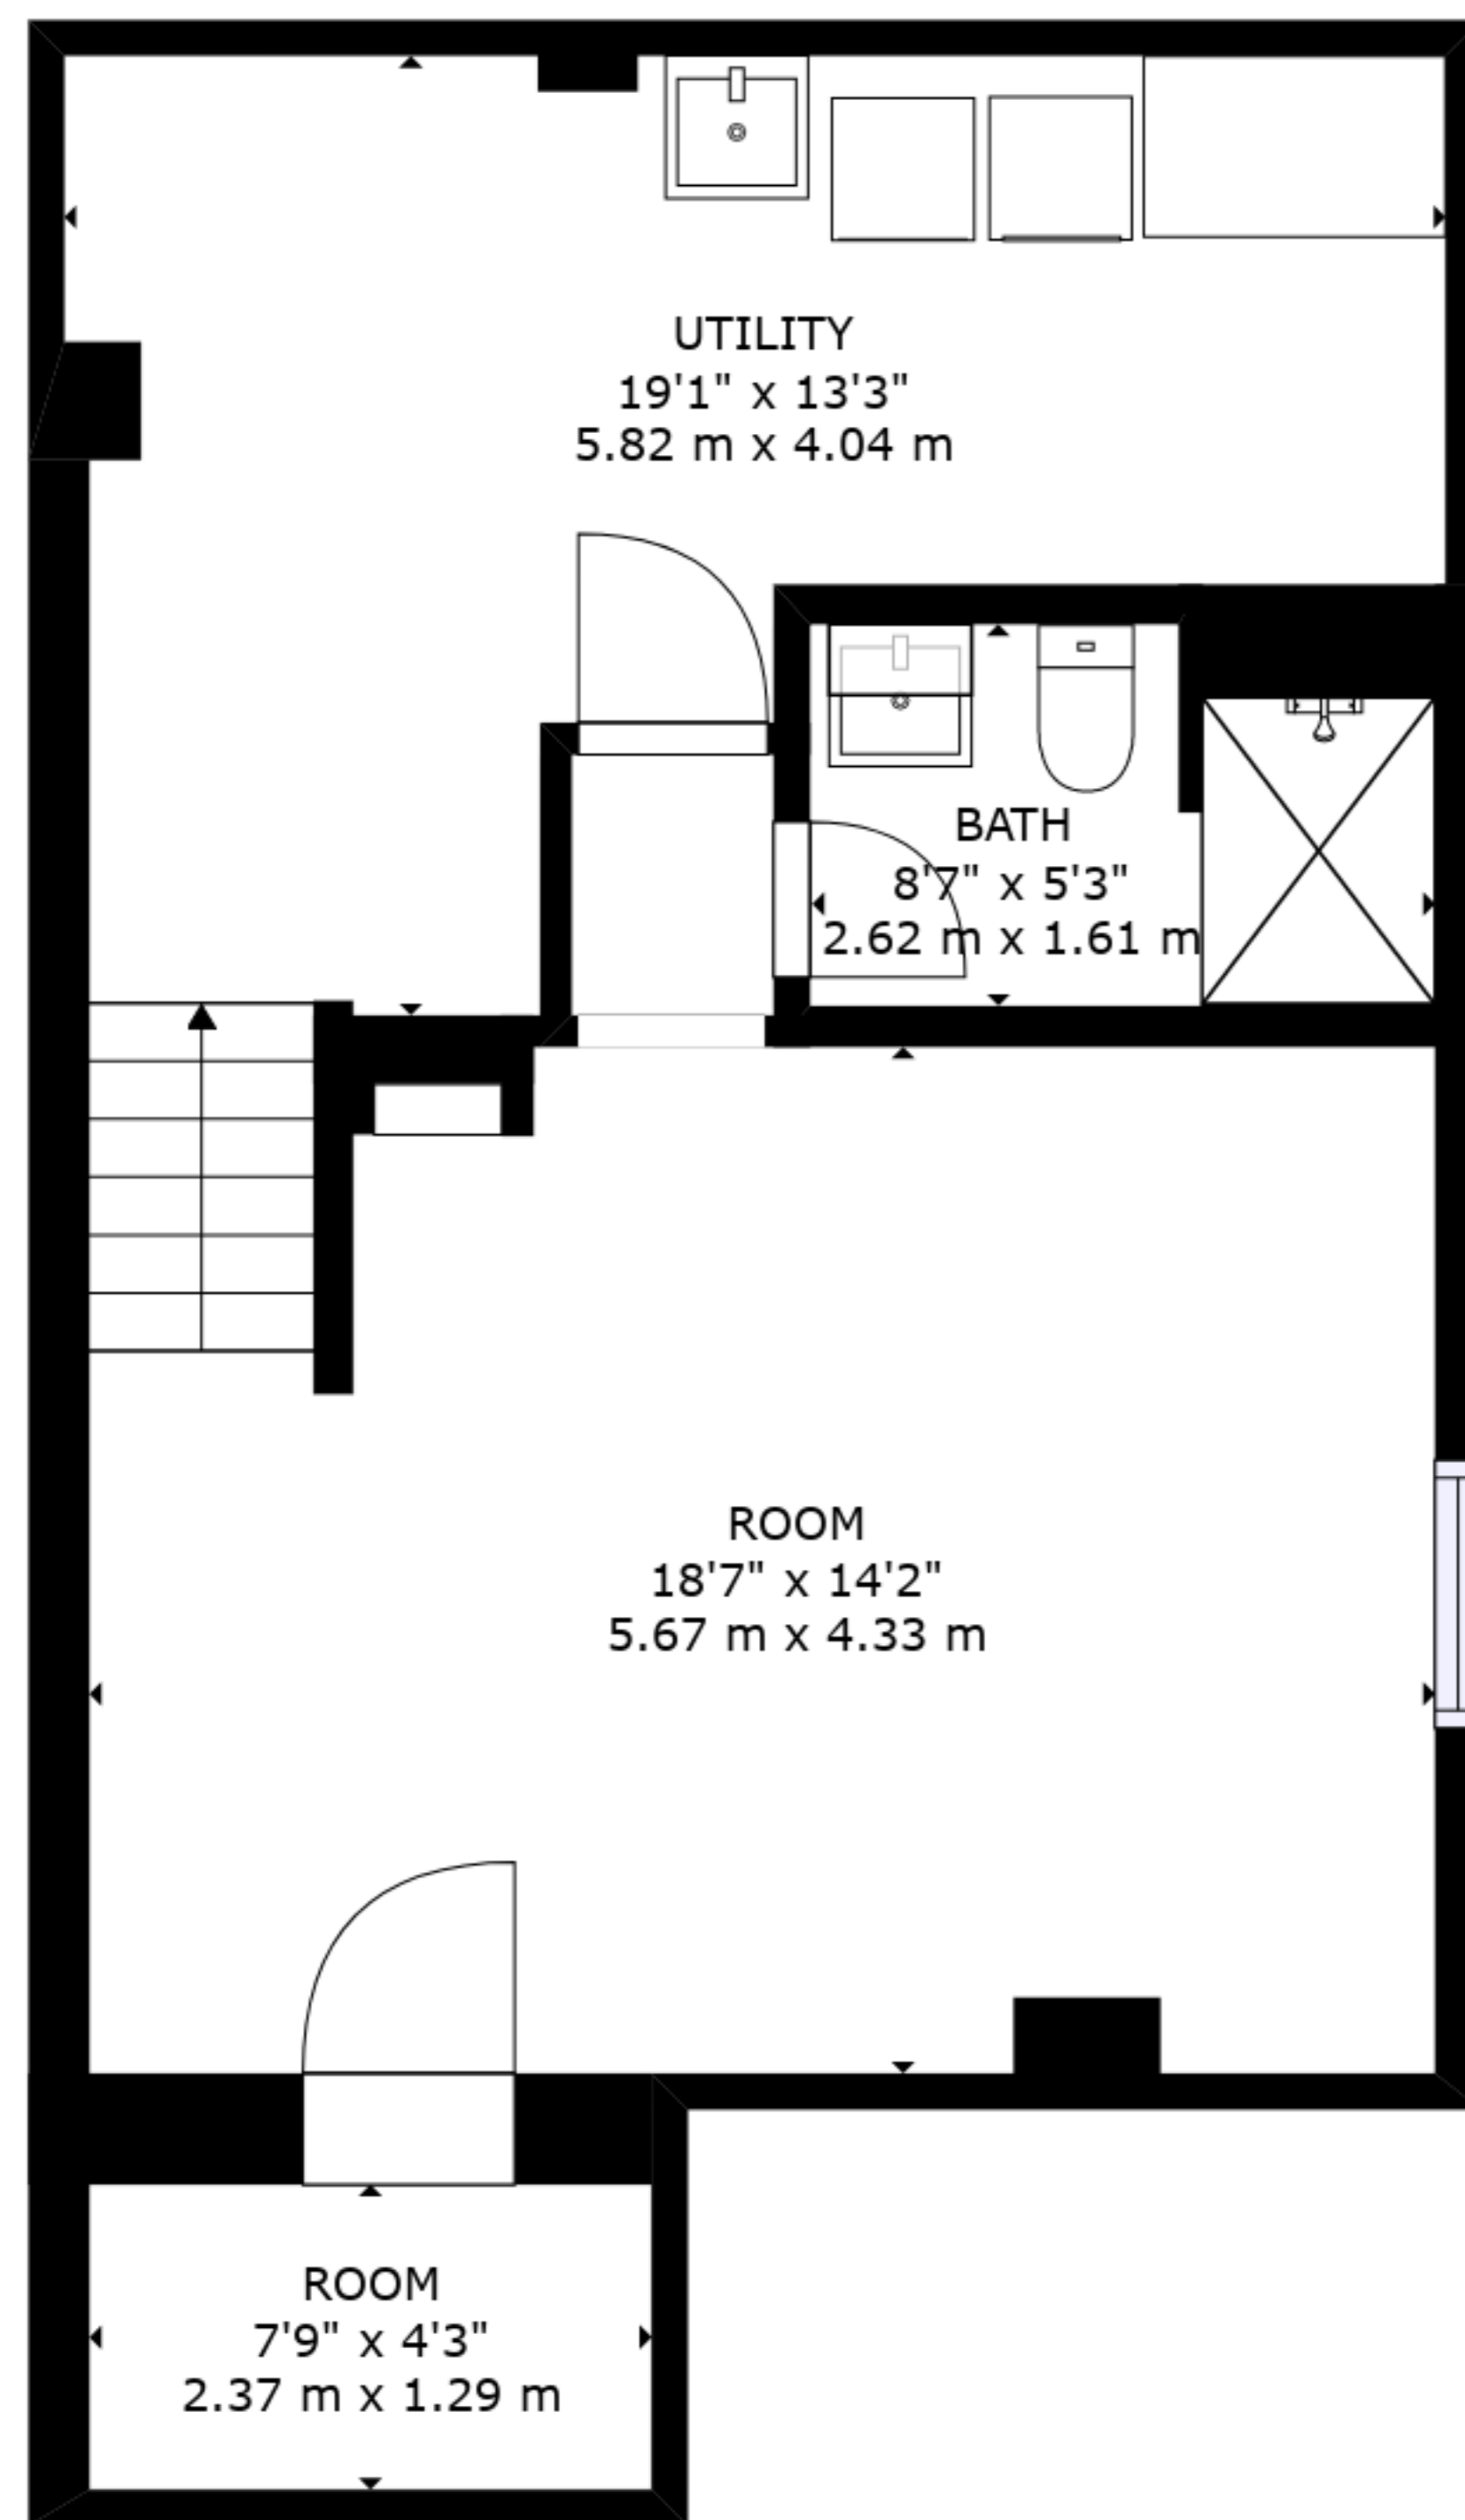 UTILITY
19'1" x 13'3"
5.82 m x 4.04 m
BATH
8'7" x 5'3"
2.62 m x 1.61 m
ROOM
18'7" x 14'2"
5.67 m x 4.33 m
ROOM
7'9" x 4'3"
2.37 m x 1.29 m